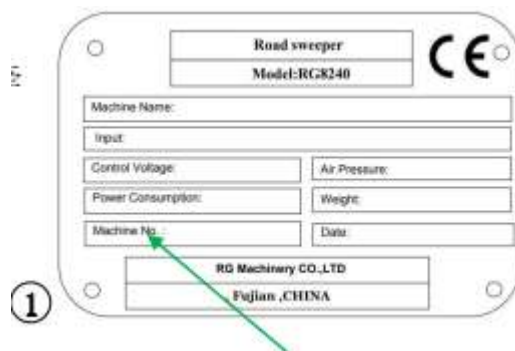 Road sweeper
Model:RG8240
CE
Machine Name:
Input:
Control Voltage:
Air Pressure:
Power Consumption:
Weight:
Machine No. :
Date:
RG Machinery CO.,LTD
Fujian ,CHINA
1